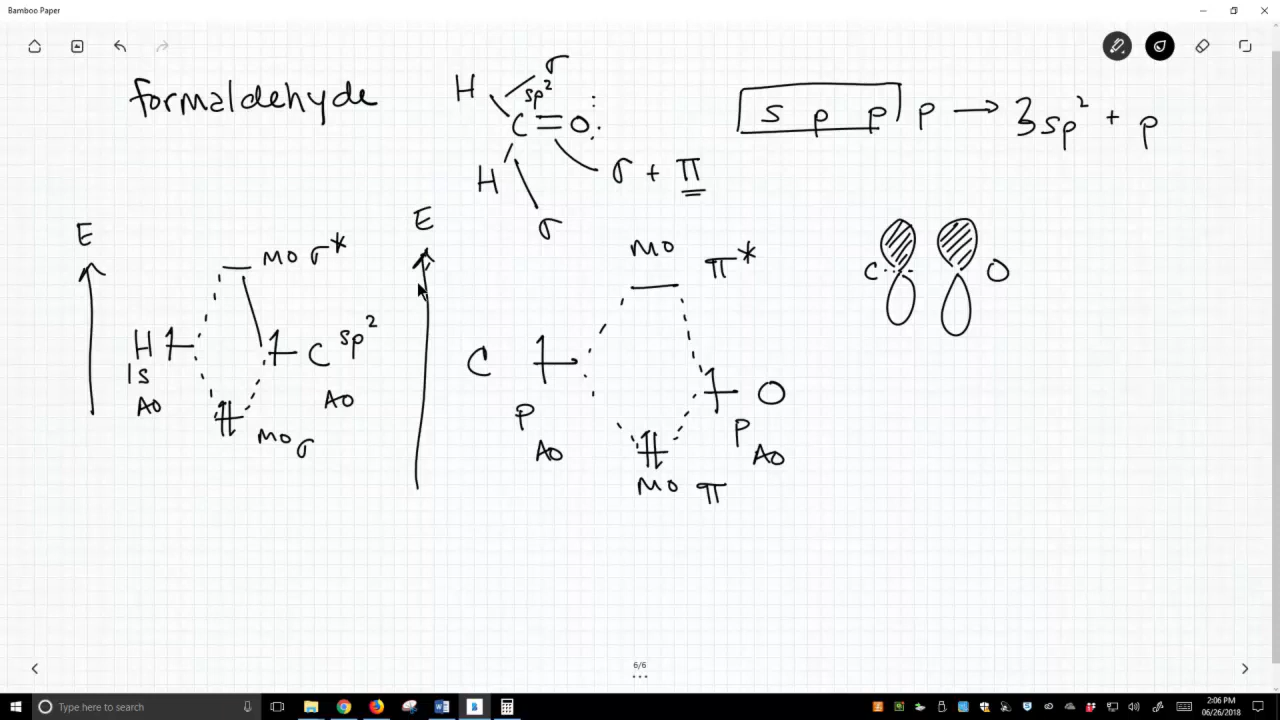 Bamboo Paper
formaldehyde
H σ
sp²
C = O:
H
σ + π
σ
s p p p → 3sp² + p
E
MO σ*
H
1s
AO
C sp²
AO
MO σ
E
MO
π*
C
p
AO
O
p
AO
MO π
C O
6/6
Type here to search
2:06 PM
06/26/2018